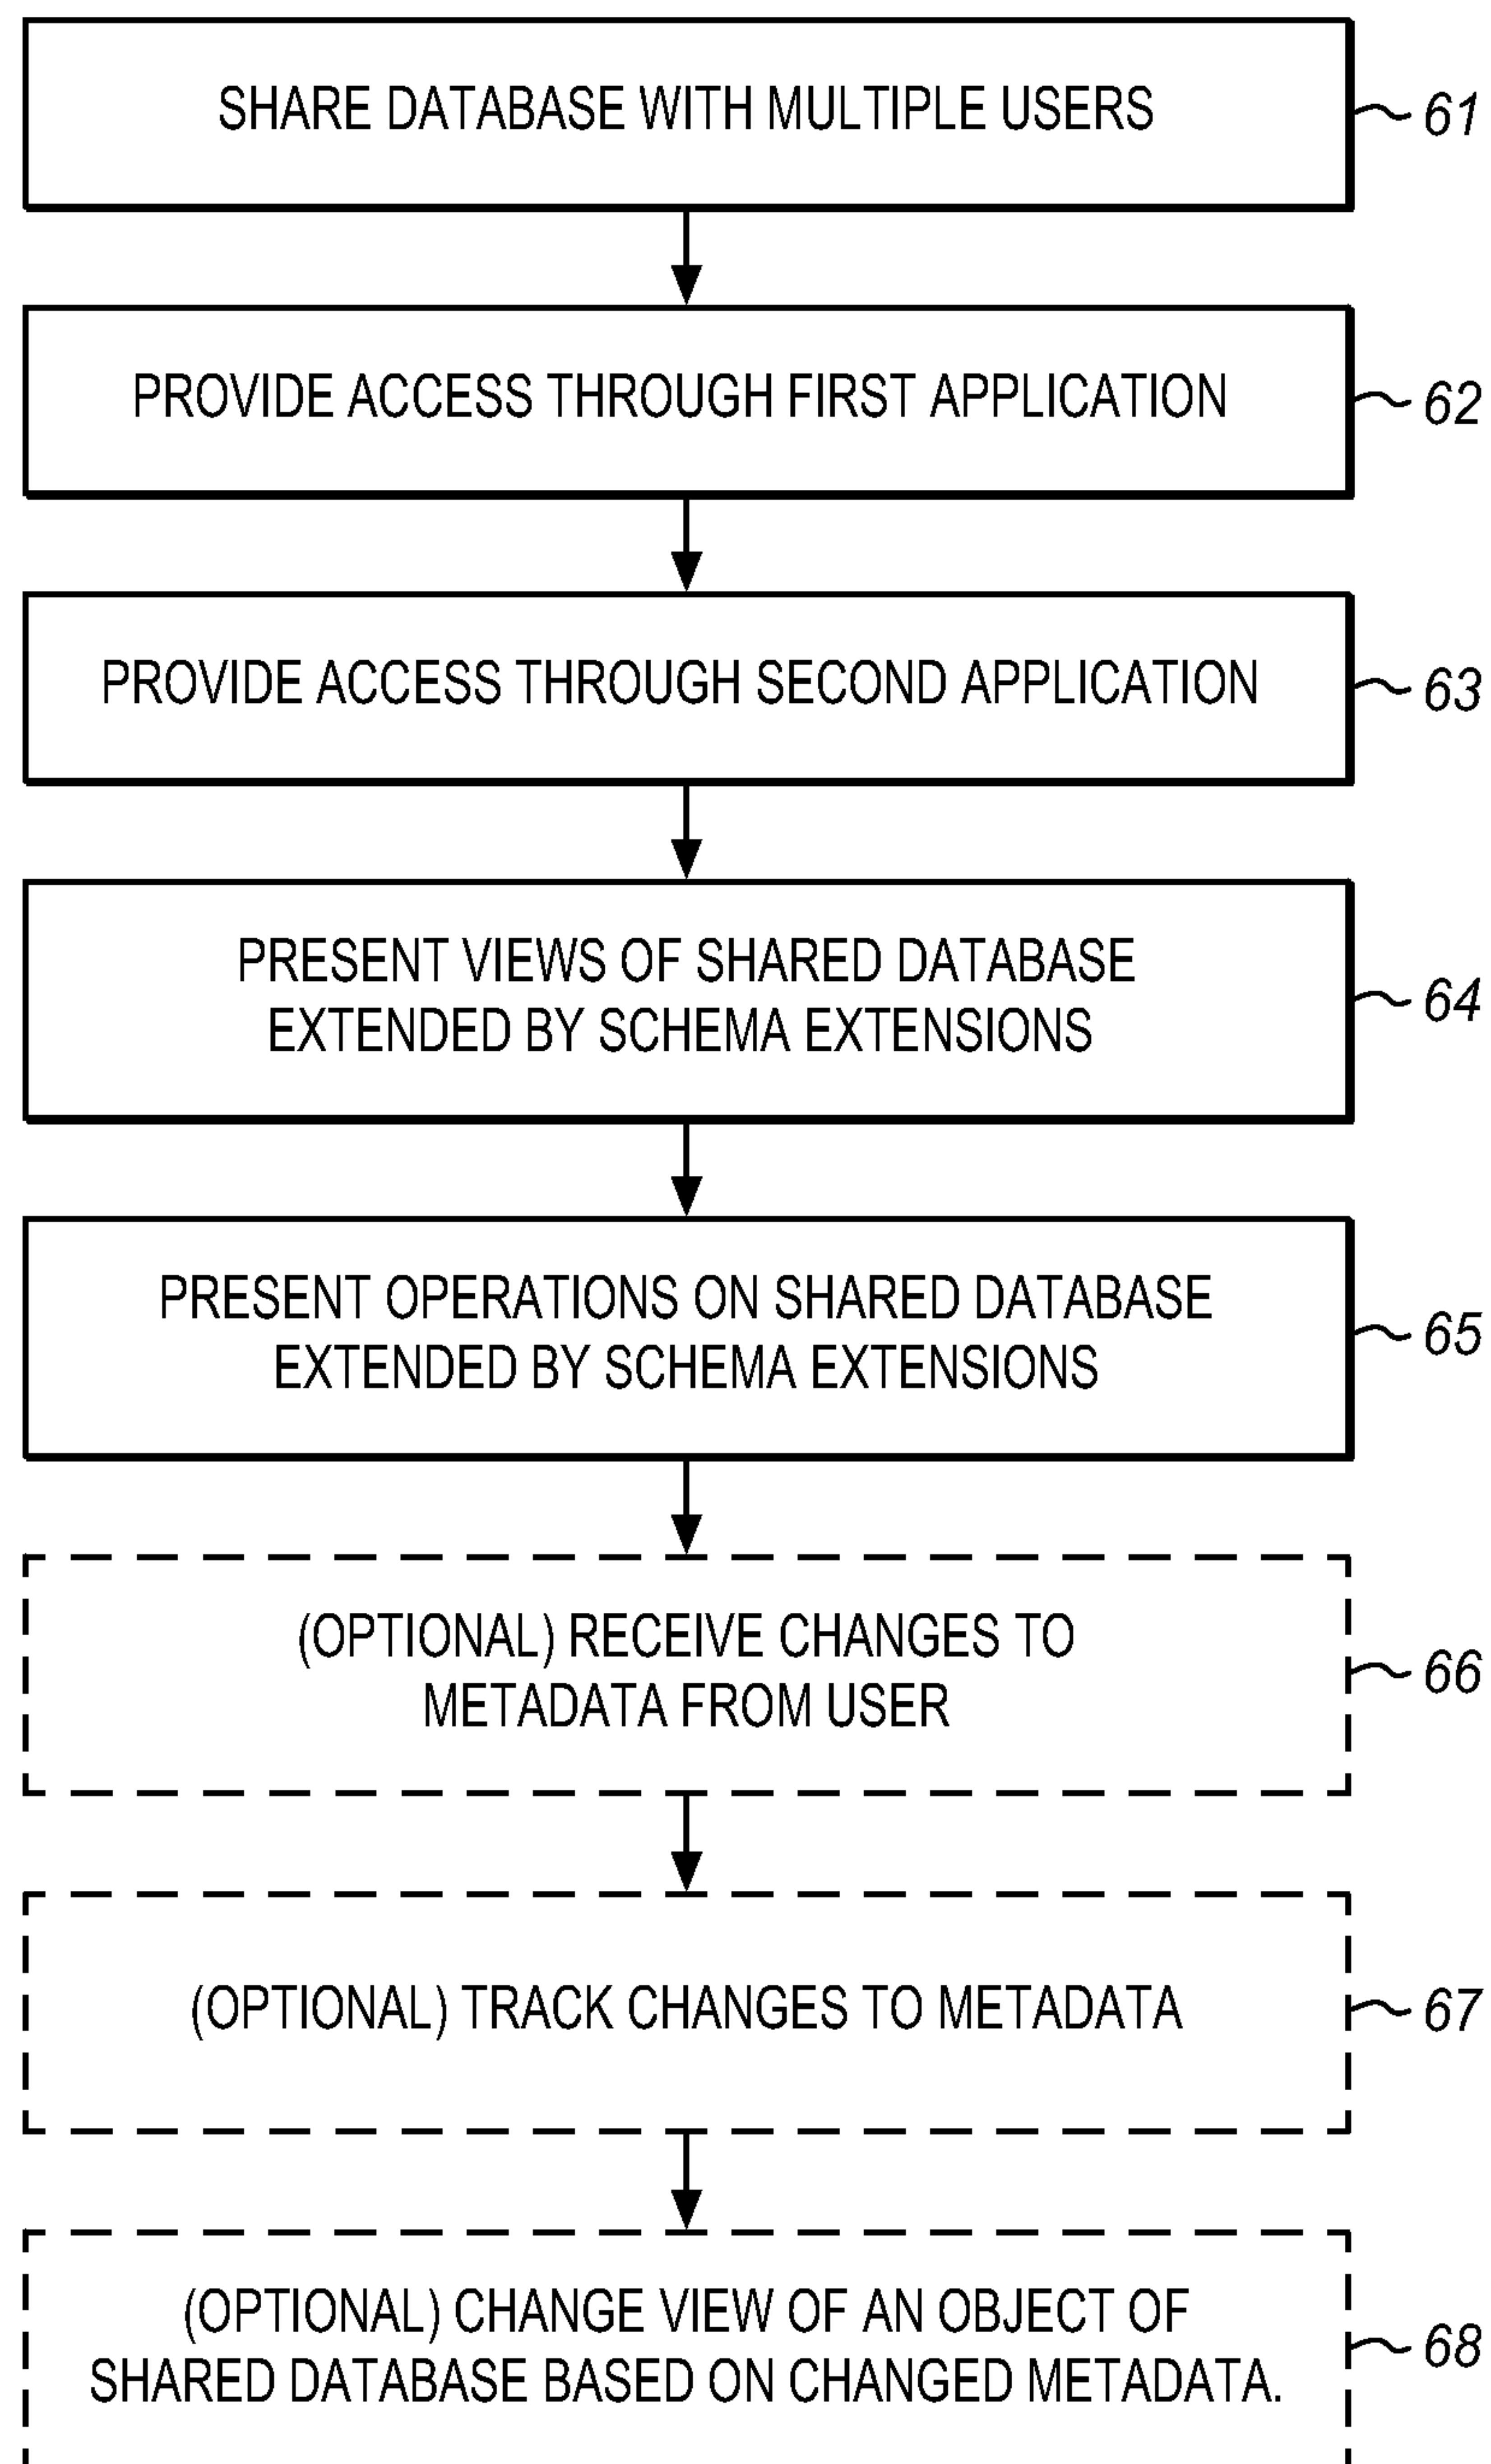 SHARE DATABASE WITH MULTIPLE USERS
61
PROVIDE ACCESS THROUGH FIRST APPLICATION
62
PROVIDE ACCESS THROUGH SECOND APPLICATION
63
PRESENT VIEWS OF SHARED DATABASE
EXTENDED BY SCHEMA EXTENSIONS
64
PRESENT OPERATIONS ON SHARED DATABASE
EXTENDED BY SCHEMA EXTENSIONS
65
(OPTIONAL) RECEIVE CHANGES TO
METADATA FROM USER
66
(OPTIONAL) TRACK CHANGES TO METADATA
67
(OPTIONAL) CHANGE VIEW OF AN OBJECT OF
SHARED DATABASE BASED ON CHANGED METADATA.
68